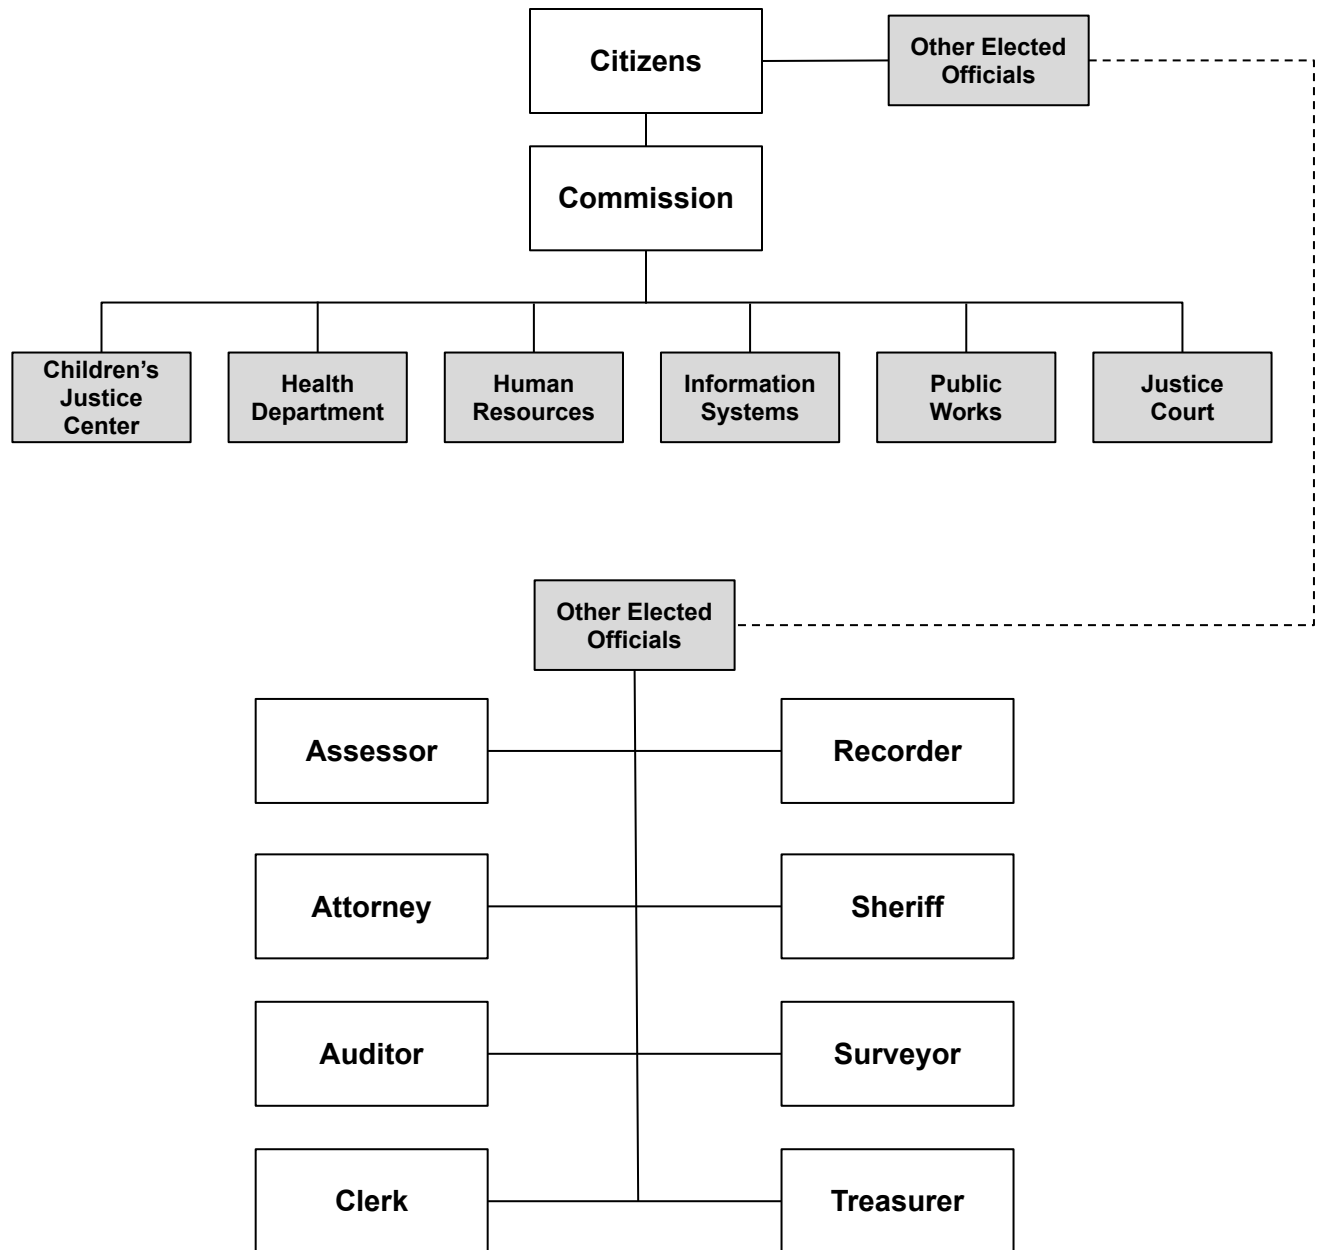 Citizens
Other Elected
Officials
Commission
Children’s
Justice
Center
Health
Department
Human
Resources
Information
Systems
Public
Works
Justice
Court
Other Elected
Officials
Assessor
Recorder
Attorney
Sheriff
Auditor
Surveyor
Clerk
Treasurer